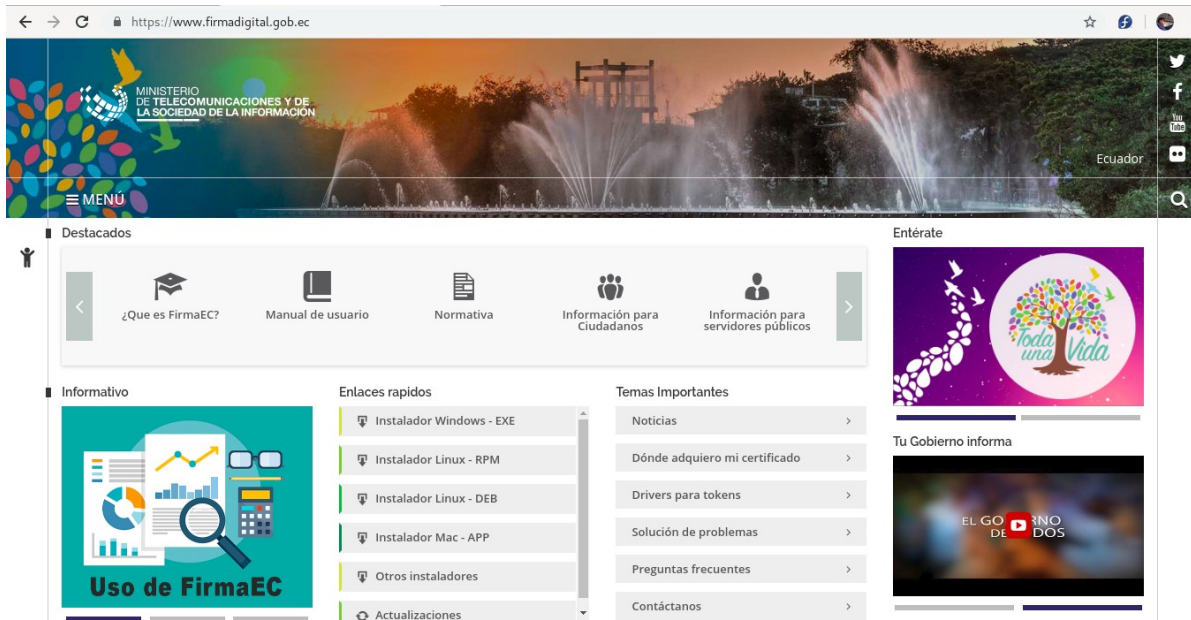 https://www.firmadigital.gob.ec
MINISTERIO
DE TELECOMUNICACIONES Y DE
LA SOCIEDAD DE LA INFORMACIÓN
You
Tube
Ecuador
MENÚ
Destacados
¿Que es FirmaEC?
Manual de usuario
Normativa
Información para
Ciudadanos
Información para
servidores públicos
Entérate
Toda
una Vida
Informativo
Uso de FirmaEC
Enlaces rapidos
Instalador Windows - EXE
Instalador Linux - RPM
Instalador Linux - DEB
Instalador Mac - APP
Otros instaladores
Actualizaciones
Temas Importantes
Noticias
Dónde adquiero mi certificado
Drivers para tokens
Solución de problemas
Preguntas frecuentes
Contáctanos
Tu Gobierno informa
EL